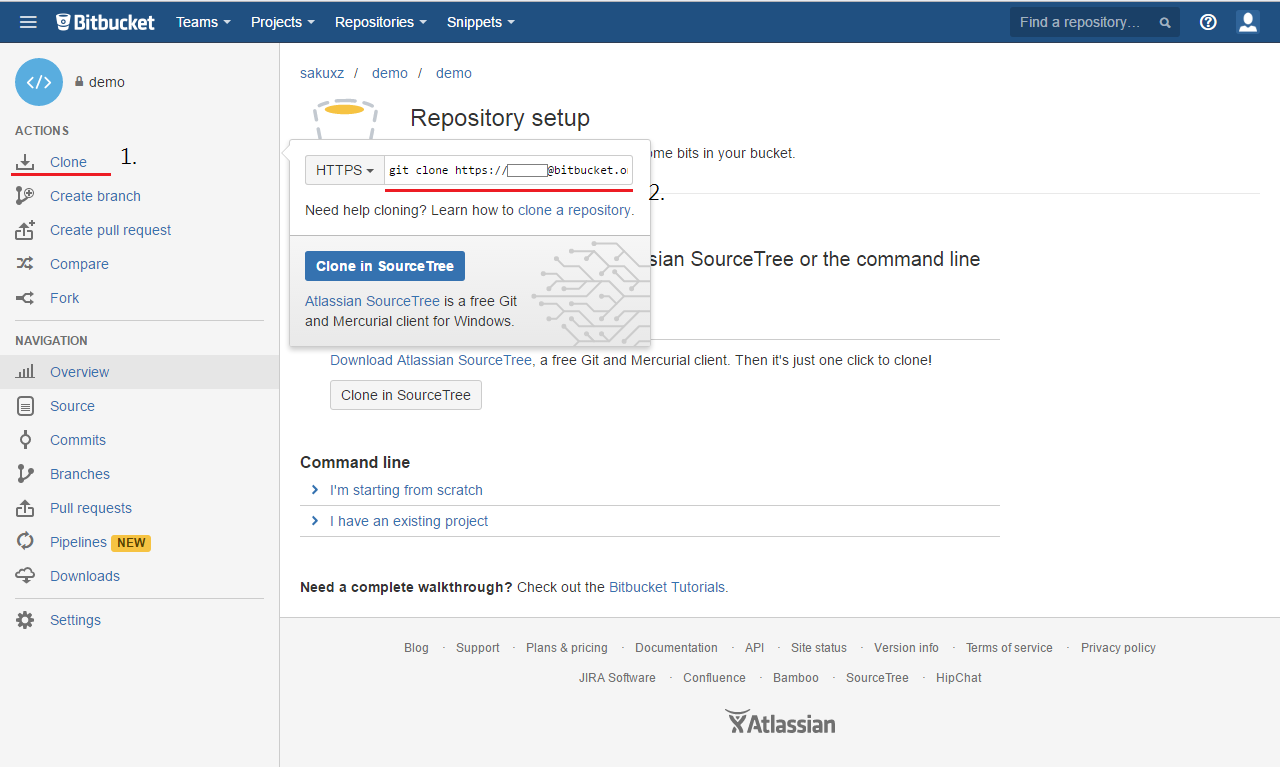 Bitbucket Teams Projects Repositories Snippets Find a repository...
demo
ACTIONS
Clone 1.
Create branch
Create pull request
Compare
Fork
NAVIGATION
Overview
Source
Commits
Branches
Pull requests
Pipelines NEW
Downloads
Settings
sakuxz / demo / demo
Repository setup
bits in your bucket.
HTTPS git clone https:// @bitbucket.o
2.
Need help cloning? Learn how to clone a repository.
Clone in SourceTree
Atlassian SourceTree is a free Git
and Mercurial client for Windows.
SourceTree or the command line
Download Atlassian SourceTree, a free Git and Mercurial client. Then it's just one click to clone!
Clone in SourceTree
Command line
I'm starting from scratch
I have an existing project
Need a complete walkthrough? Check out the Bitbucket Tutorials.
Blog · Support · Plans & pricing · Documentation · API · Site status · Version info · Terms of service · Privacy policy
JIRA Software · Confluence · Bamboo · SourceTree · HipChat
Atlassian